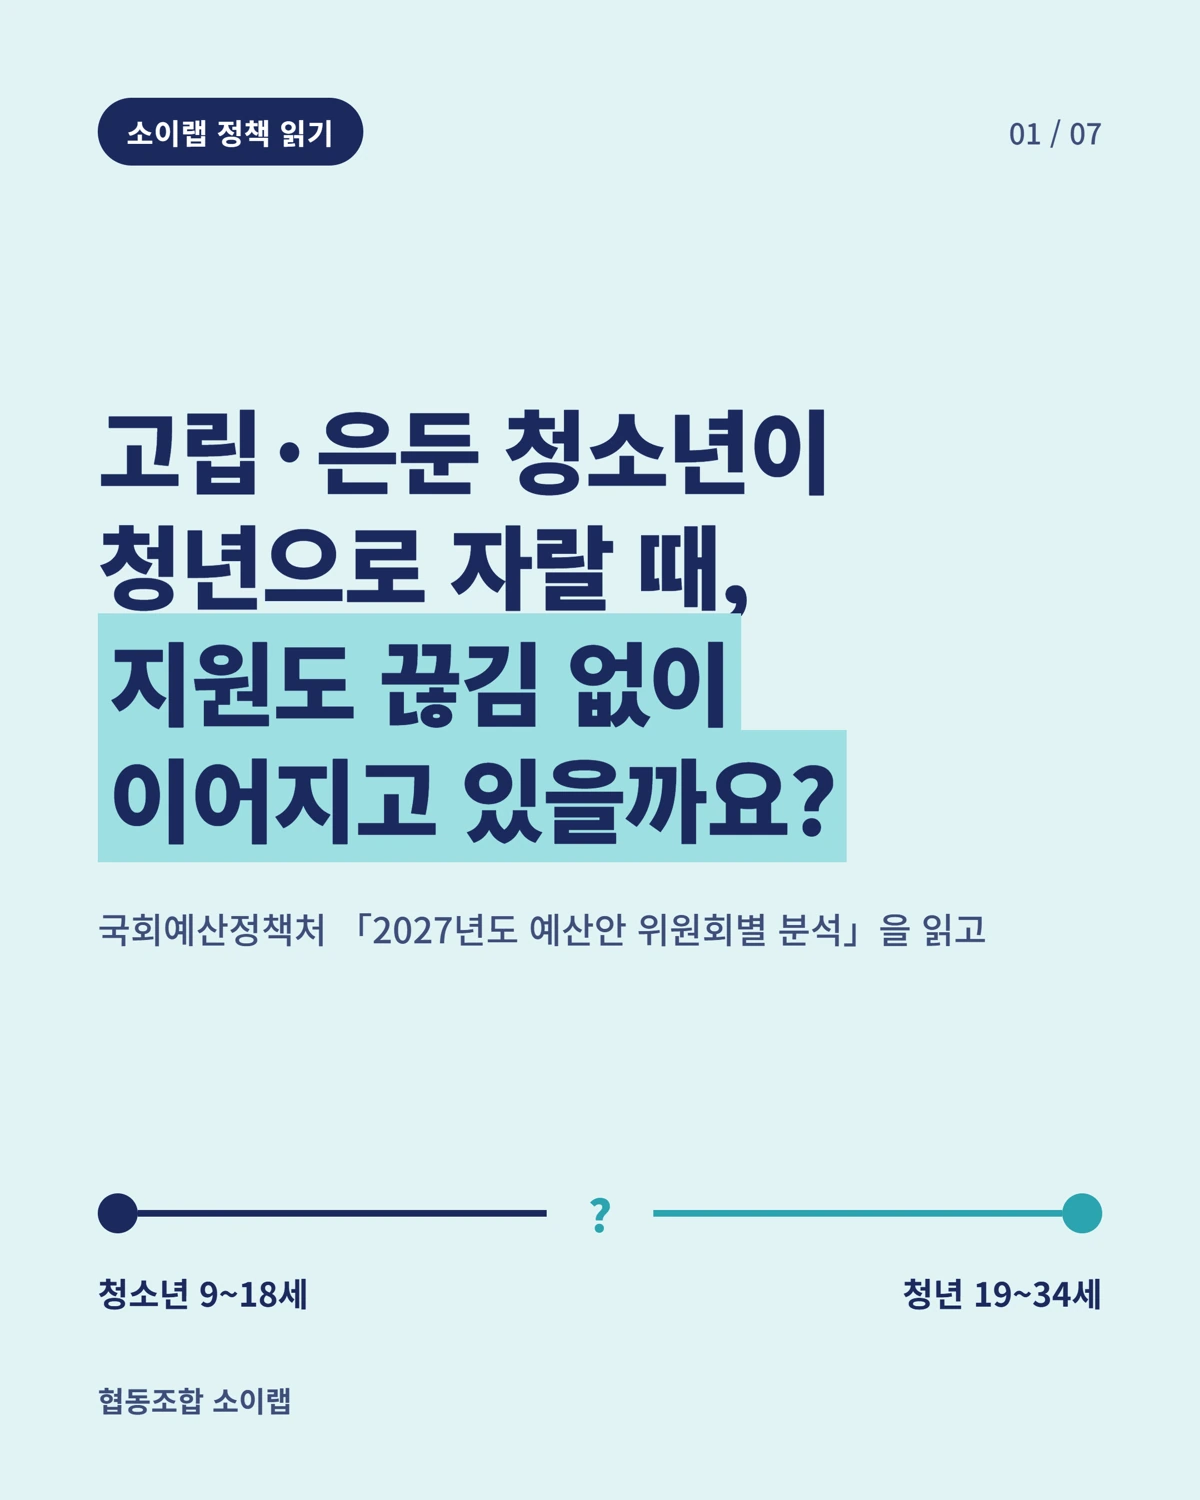 소이랩 정책 읽기
01 / 07
고립·은둔 청소년이
청년으로 자랄 때,
지원도 끊김 없이
이어지고 있을까요?
국회예산정책처 「2027년도 예산안 위원회별 분석」을 읽고
?
청소년 9~18세
청년 19~34세
협동조합 소이랩